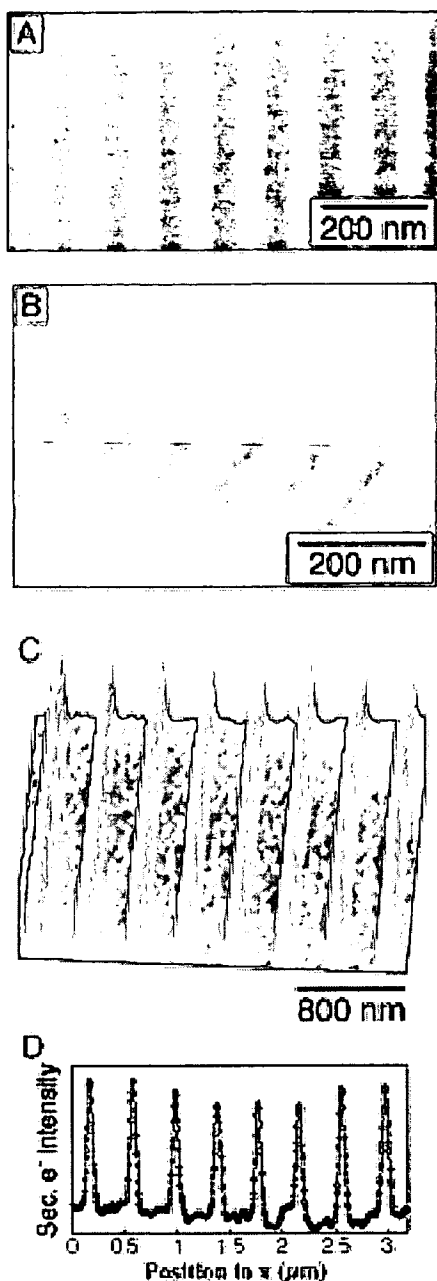 A
200 nm
B
200 nm
C
800 nm
D
Sec. e⁻ Intensity
0 0.5 1 1.5 2 2.5 3.
Position in x (µm)